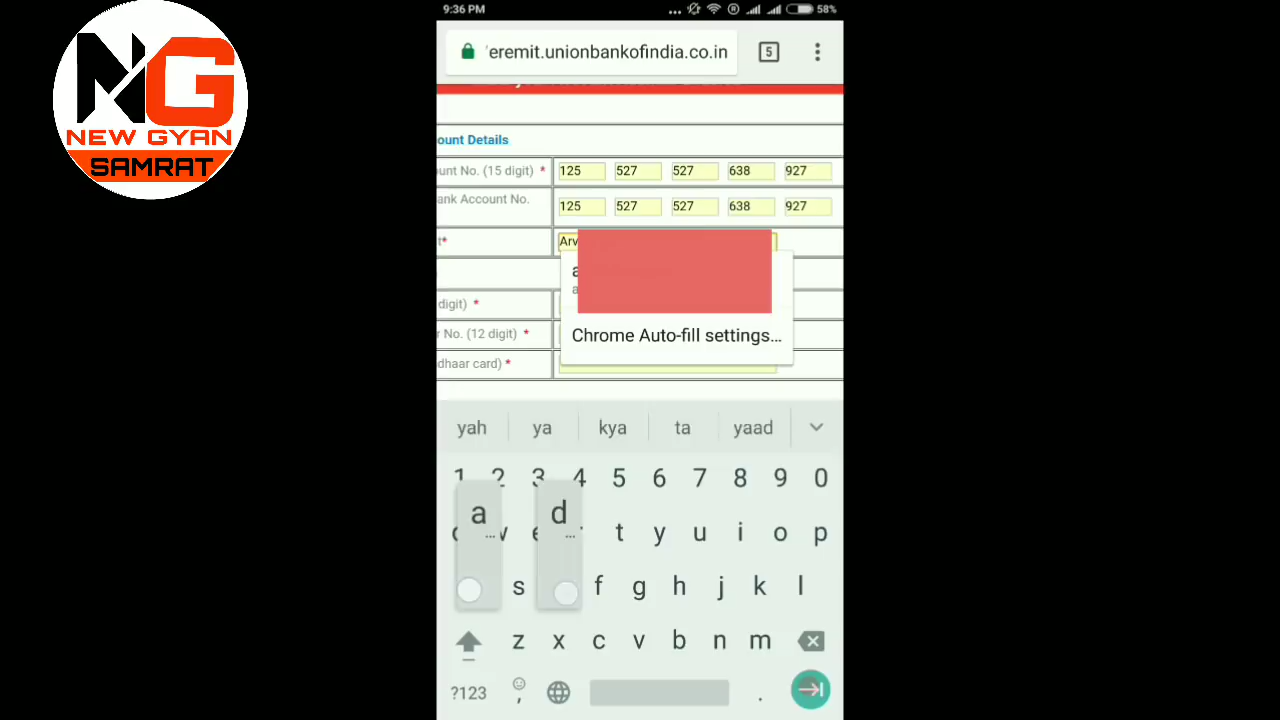 9:36 PM
58%
NG
NEW GYAN
SAMRAT
eremit.unionbankofindia.co.in
5
ount Details
unt No. (15 digit) * 125 527 527 638 927
ank Account No. 125 527 527 638 927
t* Arv
a
a
digit) *
Chrome Auto-fill settings...
r No. (12 digit) *
dhaar card) *
yah ya kya ta yaad
1 2 3 4 5 6 7 8 9 0
a d
t y u i o p
s f g h j k l
z x c v b n m
?123 , .